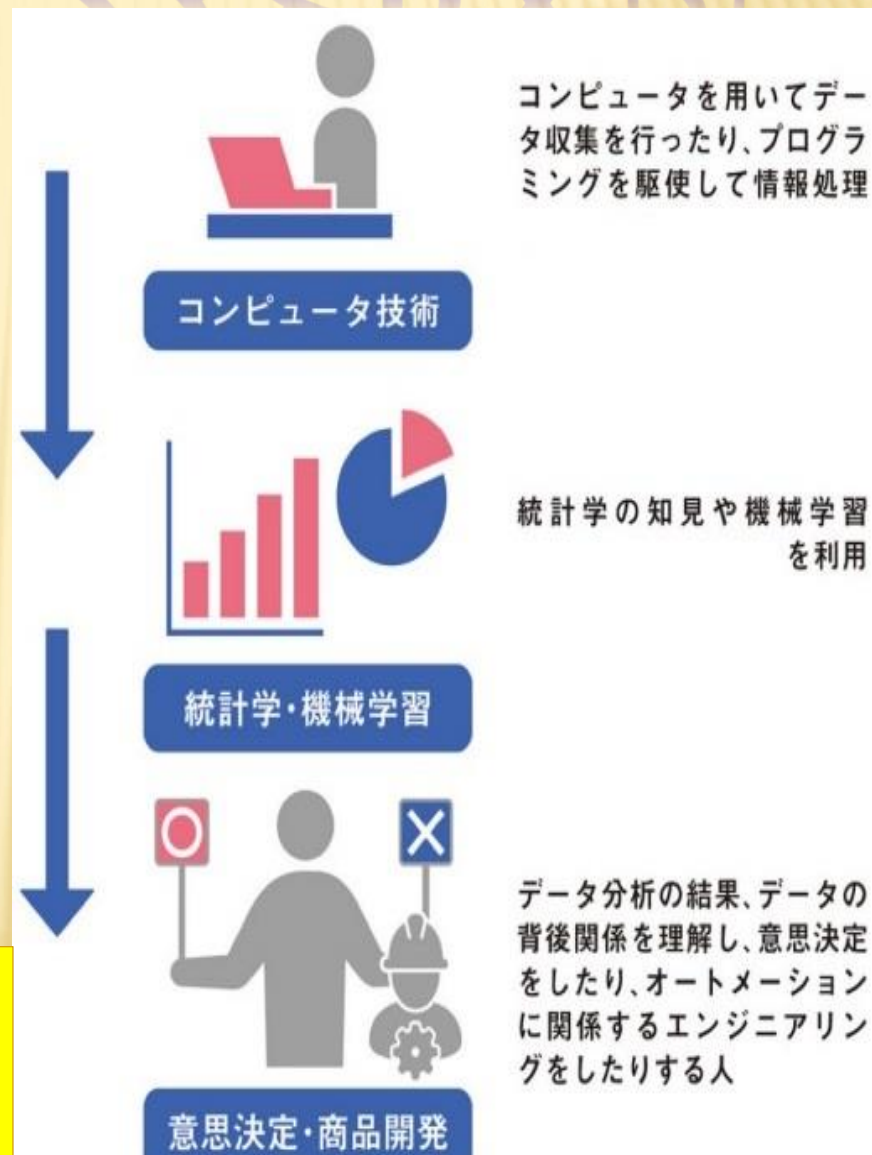 コンピュータを用いてデー
タ収集を行ったり、プログラ
ミングを駆使して情報処理
コンピュータ技術
統計学の知見や機械学習
を利用
統計学・機械学習
○
×
データ分析の結果、データの
背後関係を理解し、意思決定
をしたり、オートメーション
に関係するエンジニアリン
グをしたりする人
意思決定・商品開発